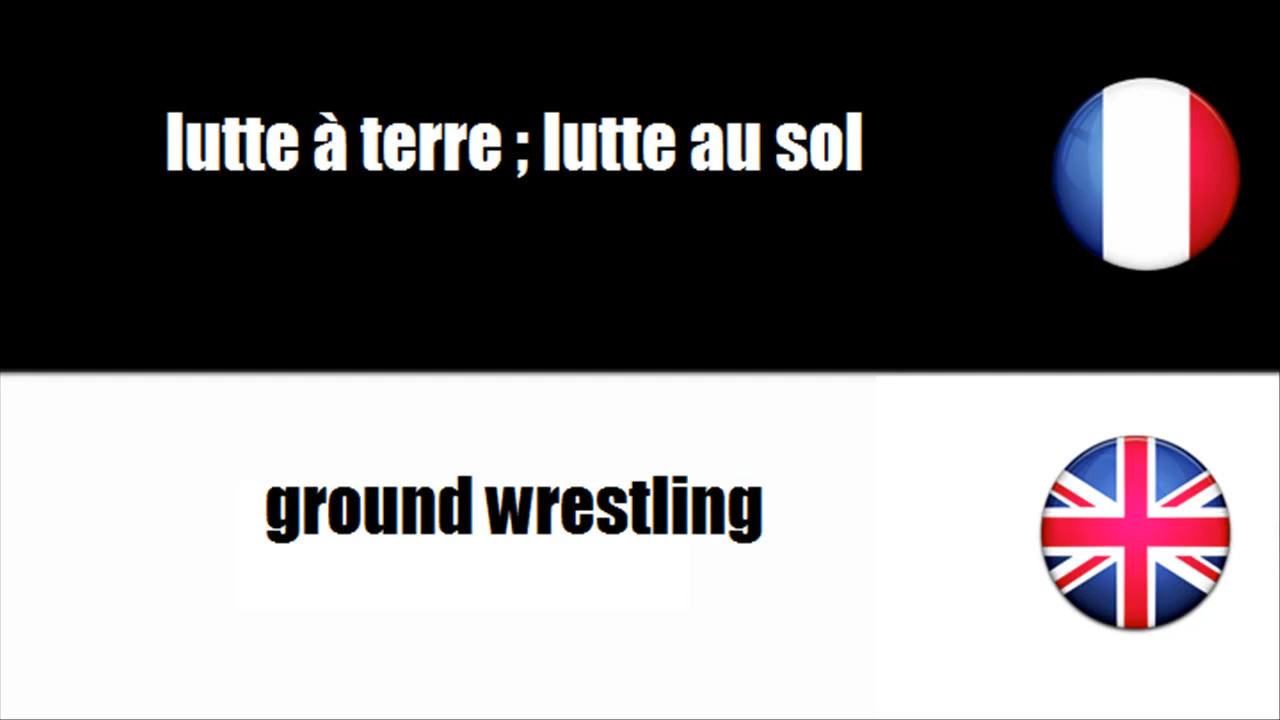 lutte à terre ; lutte au sol
ground wrestling